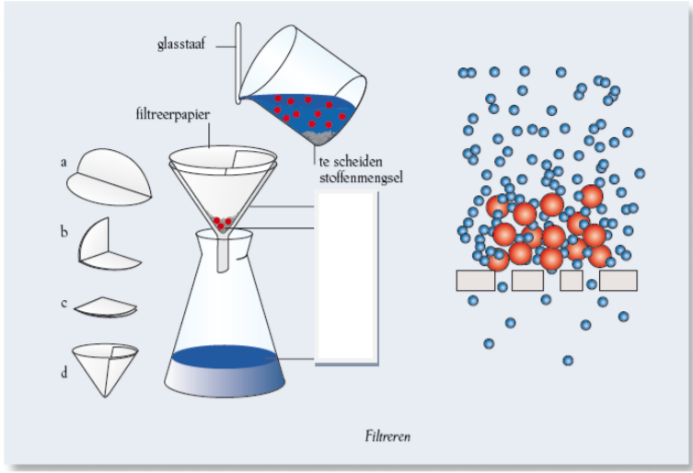 glasstaaf
filtreerpapier
te scheiden
stoffenmengsel
a
b
c
d
Filtreren